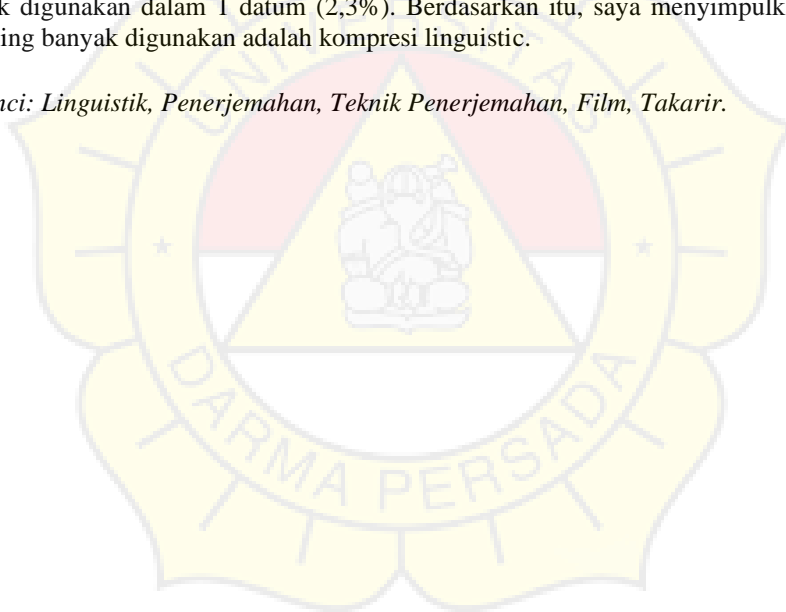 k digunakan dalam 1 datum (2,3%). Berdasarkan itu, saya menyimpulk
ing banyak digunakan adalah kompresi linguistic.
nci: Linguistik, Penerjemahan, Teknik Penerjemahan, Film, Takarir.
UNIVERSITAS
DARMA PERSADA